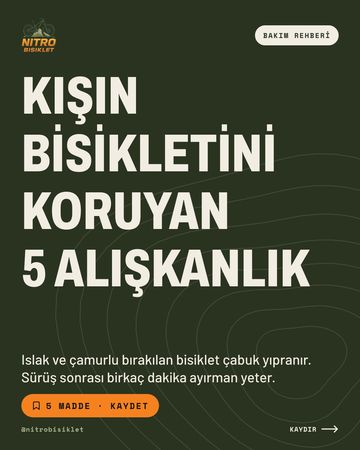 NITRO
BISIKLET
BAKIM REHBERİ
KIŞIN
BİSİKLETİNİ
KORUYAN
5 ALIŞKANLIK
Islak ve çamurlu bırakılan bisiklet çabuk yıpranır.
Sürüş sonrası birkaç dakika ayırman yeter.
5 MADDE · KAYDET
@nitrobisiklet
KAYDIR →